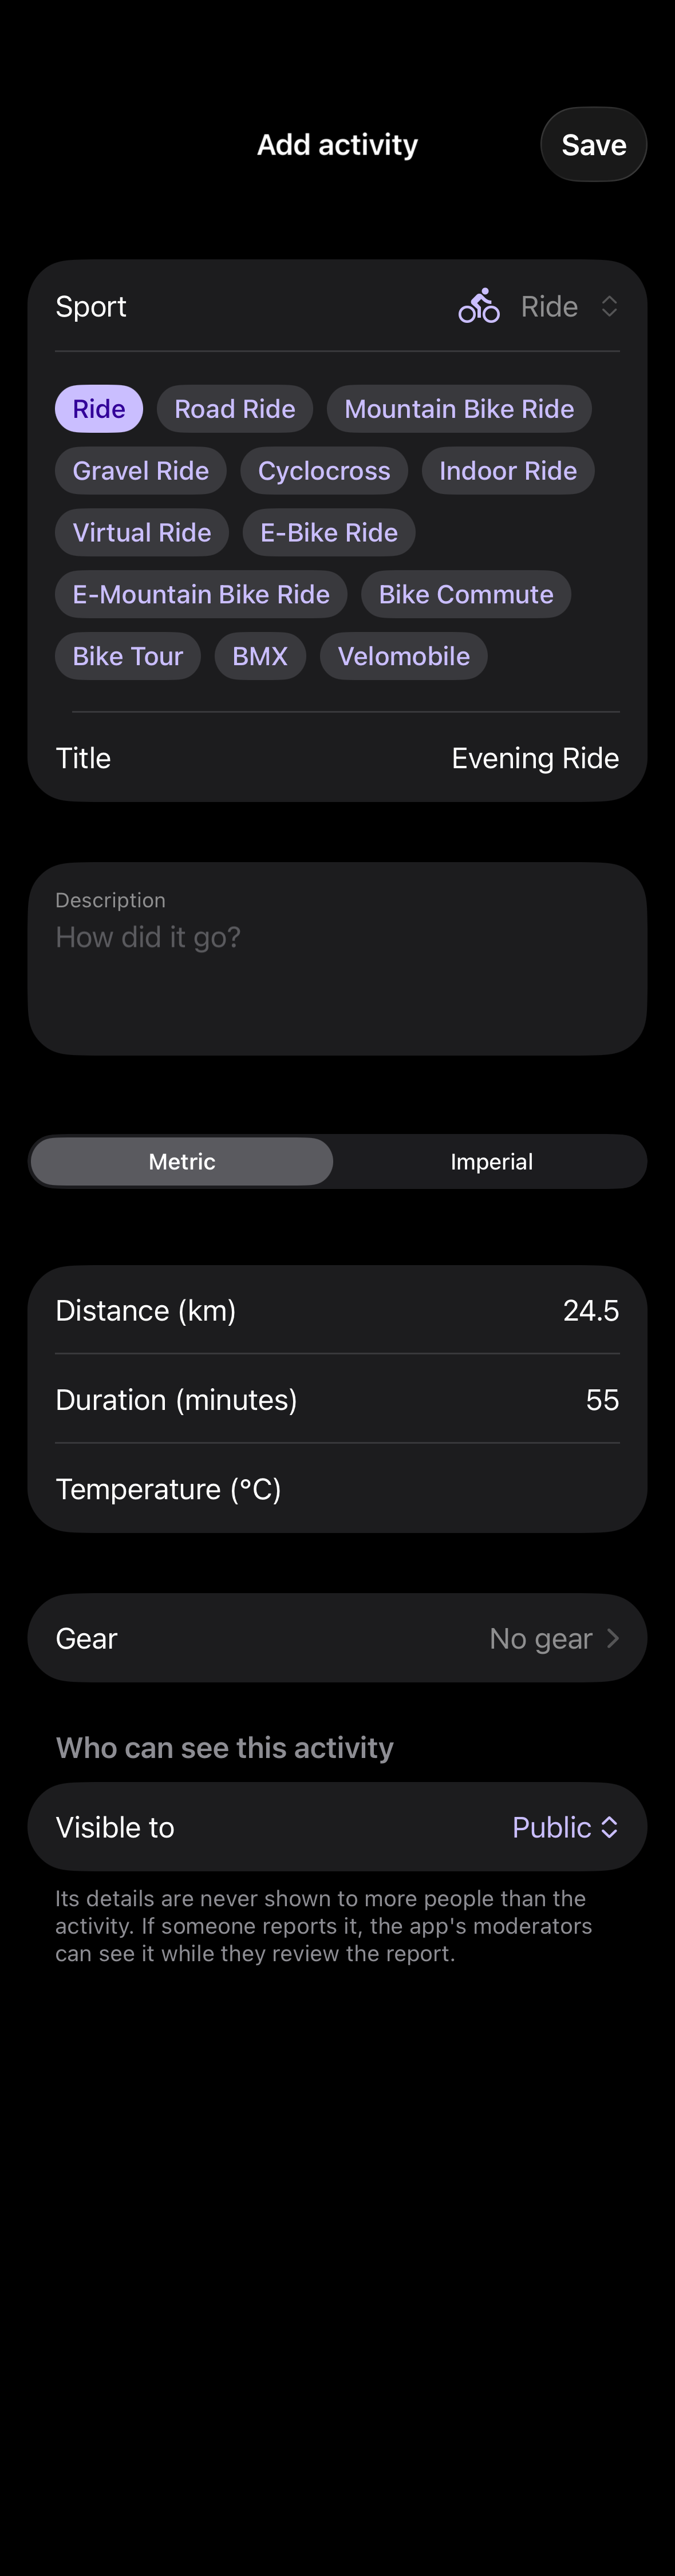 Add activity
Save
Sport
Ride
Ride
Road Ride
Mountain Bike Ride
Gravel Ride
Cyclocross
Indoor Ride
Virtual Ride
E-Bike Ride
E-Mountain Bike Ride
Bike Commute
Bike Tour
BMX
Velomobile
Title
Evening Ride
Description
How did it go?
Metric
Imperial
Distance (km)
24.5
Duration (minutes)
55
Temperature (°C)
Gear
No gear
Who can see this activity
Visible to
Public
Its details are never shown to more people than the
activity. If someone reports it, the app's moderators
can see it while they review the report.